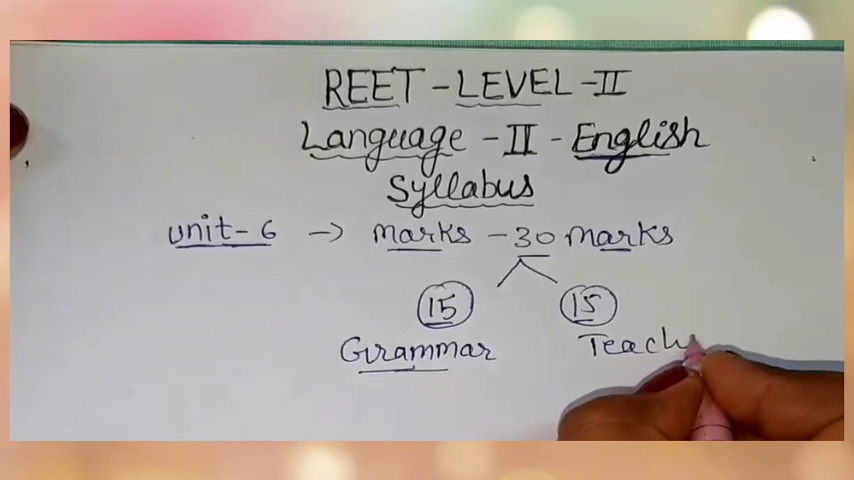 REET - LEVEL - II
Language - II - English
Syllabus
unit - 6 → marks - 30 marks
15 15
Grammar Teach